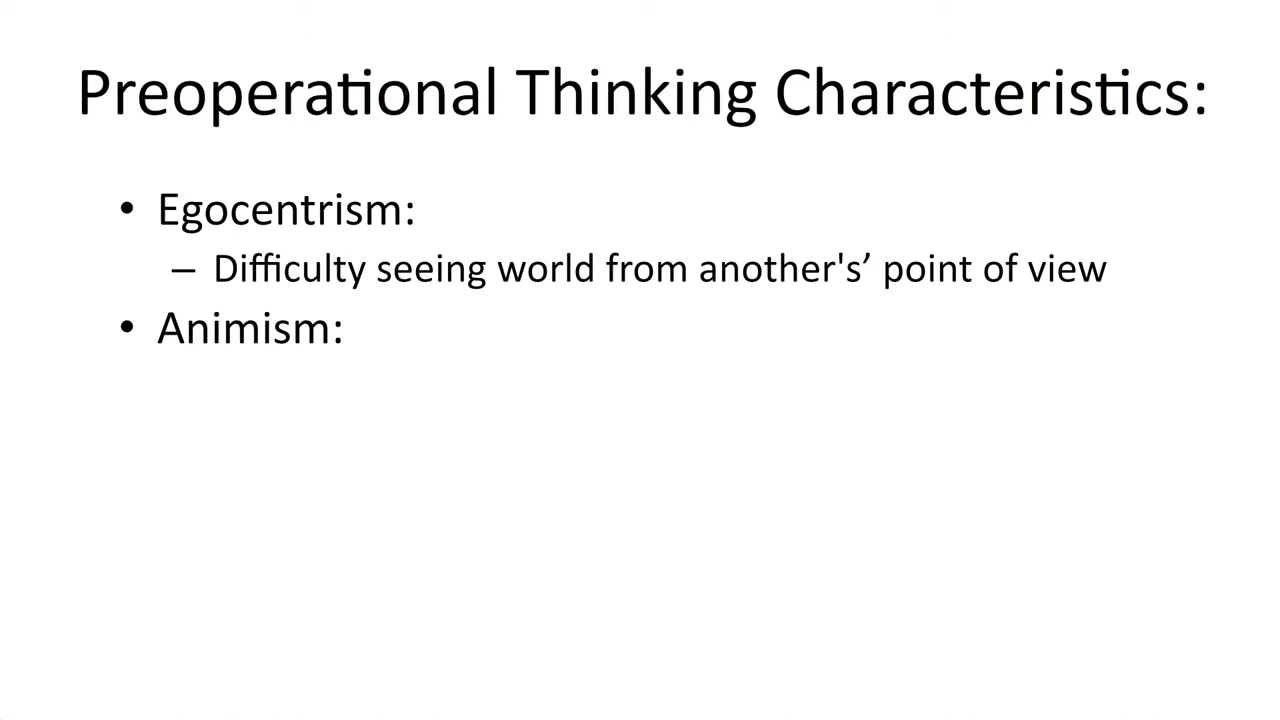 Preoperational Thinking Characteristics:
• Egocentrism:
– Difficulty seeing world from another's’ point of view
• Animism: